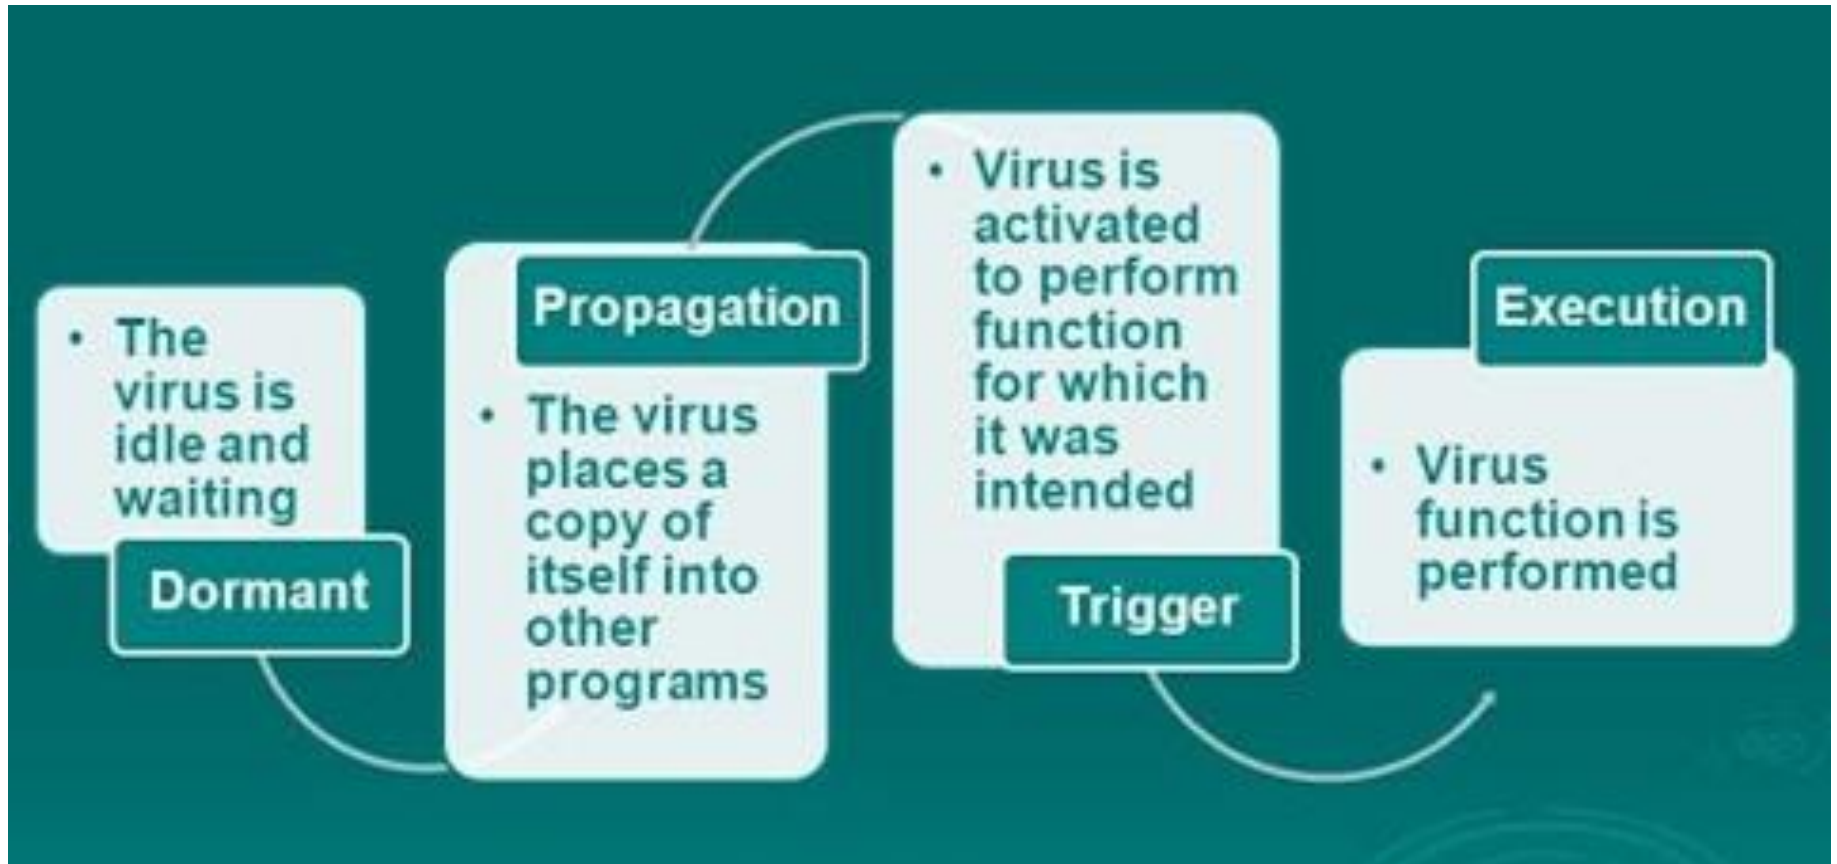 • The
virus is
idle and
waiting
Dormant
Propagation
• The virus
places a
copy of
itself into
other
programs
• Virus is
activated
to perform
function
for which
it was
intended
Trigger
Execution
• Virus
function is
performed